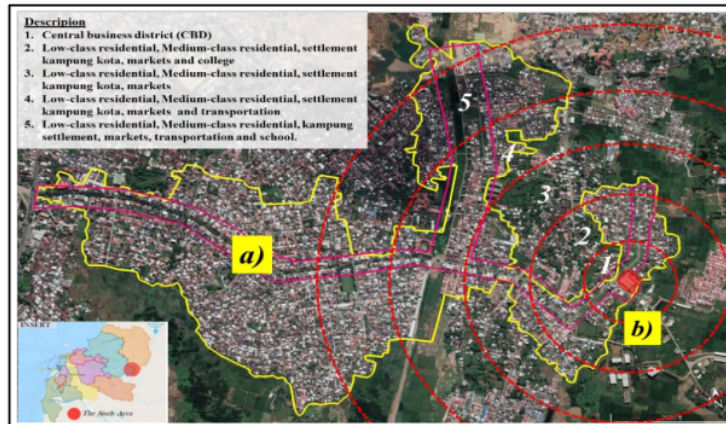 Descripion
1. Central business district (CBD)
2. Low-class residential, Medium-class residential, settlement
kampung kota, markets and college
3. Low-class residential, Medium-class residential, settlement
kampung kota, markets
4. Low-class residential, Medium-class residential, settlement
kampung kota, markets and transportation
5. Low-class residential, Medium-class residential, kampung
settlement, markets, transportation and school.
5
4
3
2
1
a)
b)
INSERT
The Study Area
N